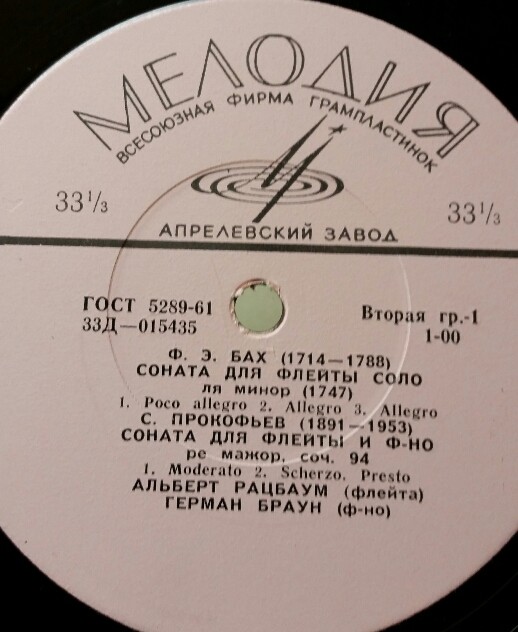 МЕЛОДИЯ
ВСЕСОЮЗНАЯ ФИРМА ГРАМПЛАСТИНОК
33⅓ 33⅓
АПРЕЛЕВСКИЙ ЗАВОД
ГОСТ 5289-61 Вторая гр.-1
33Д—015435 1-00
Ф. Э. БАХ (1714—1788)
СОНАТА ДЛЯ ФЛЕЙТЫ СОЛО
ля минор (1747)
1. Poco allegro 2. Allegro 3. Allegro
С. ПРОКОФЬЕВ (1891—1953)
СОНАТА ДЛЯ ФЛЕЙТЫ И Ф-НО
ре мажор, соч. 94
1. Moderato 2. Scherzo. Presto
АЛЬБЕРТ РАЦБАУМ (флейта)
ГЕРМАН БРАУН (ф-но)